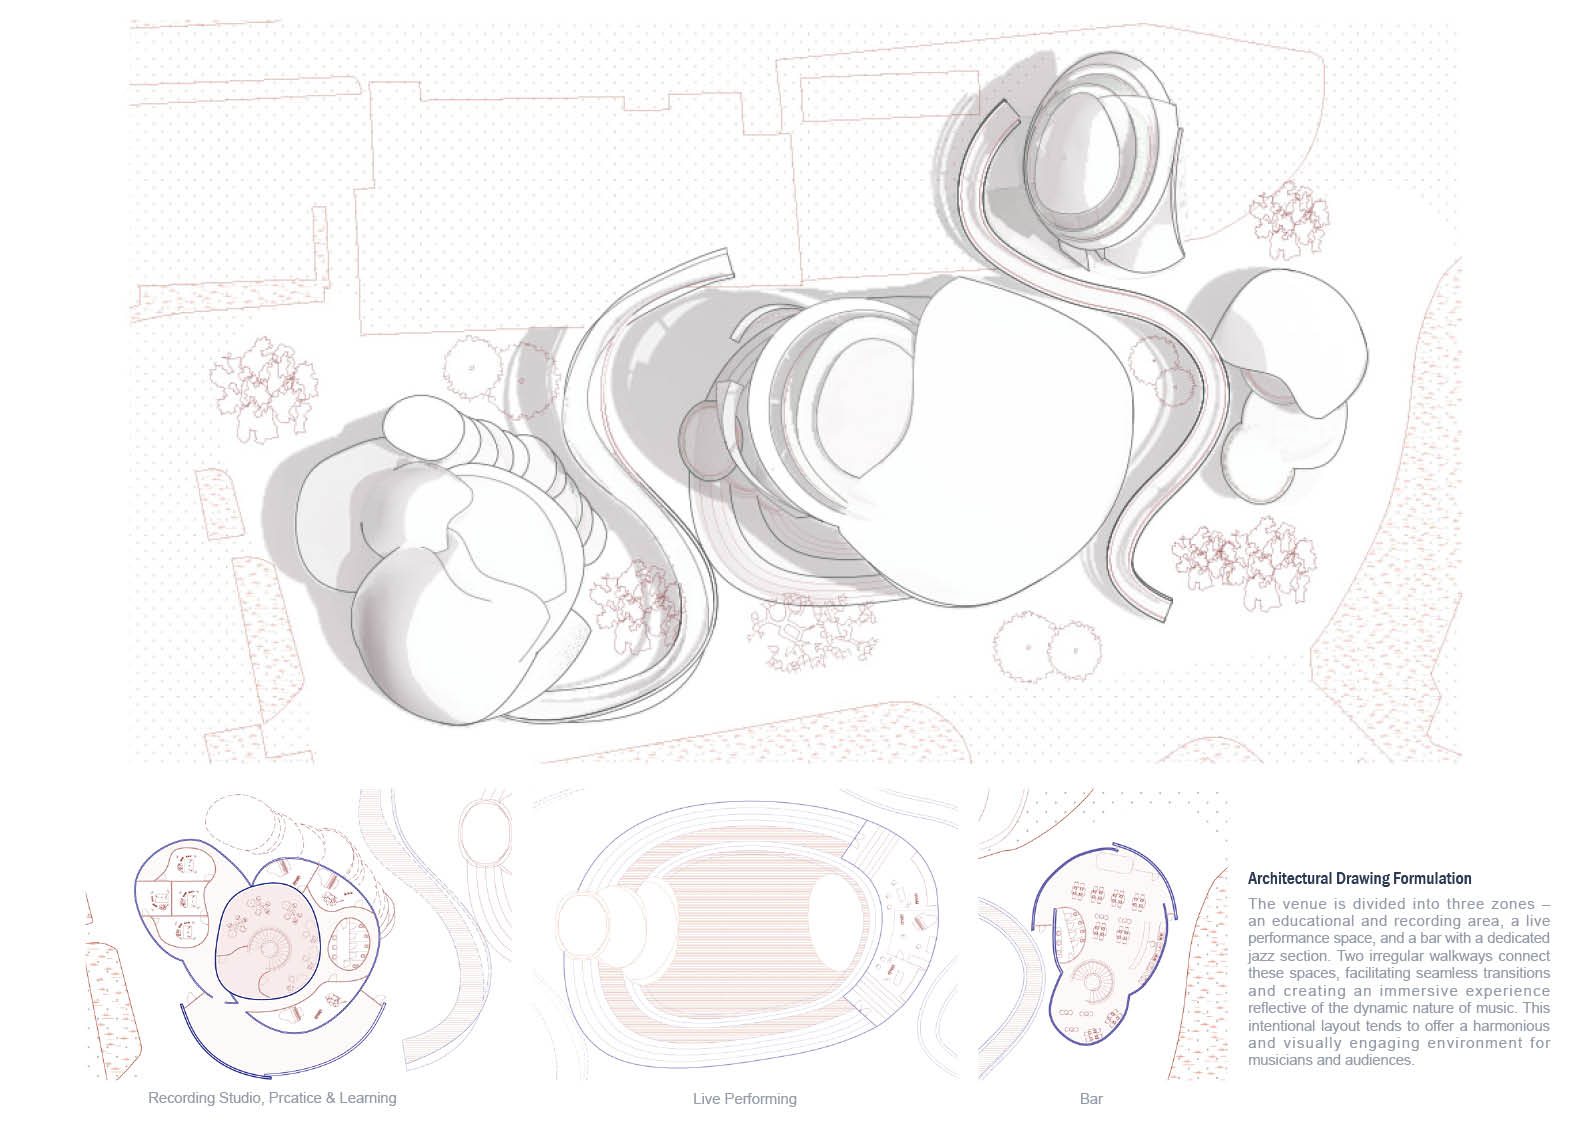 Architectural Drawing Formulation
The venue is divided into three zones –
an educational and recording area, a live
performance space, and a bar with a dedicated
jazz section. Two irregular walkways connect
these spaces, facilitating seamless transitions
and creating an immersive experience
reflective of the dynamic nature of music. This
intentional layout tends to offer a harmonious
and visually engaging environment for
musicians and audiences.
Recording Studio, Prcatice & Learning
Live Performing
Bar